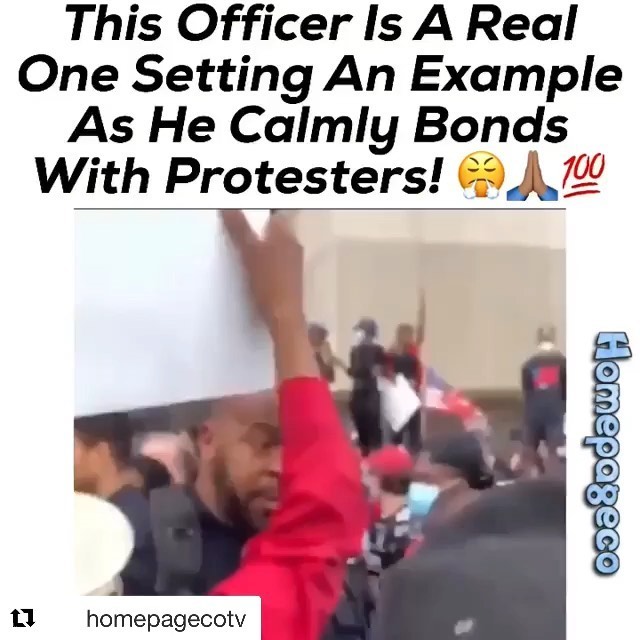 This Officer Is A Real
One Setting An Example
As He Calmly Bonds
With Protesters! 😤🙏🏾💯
Homepageco
homepagecotv